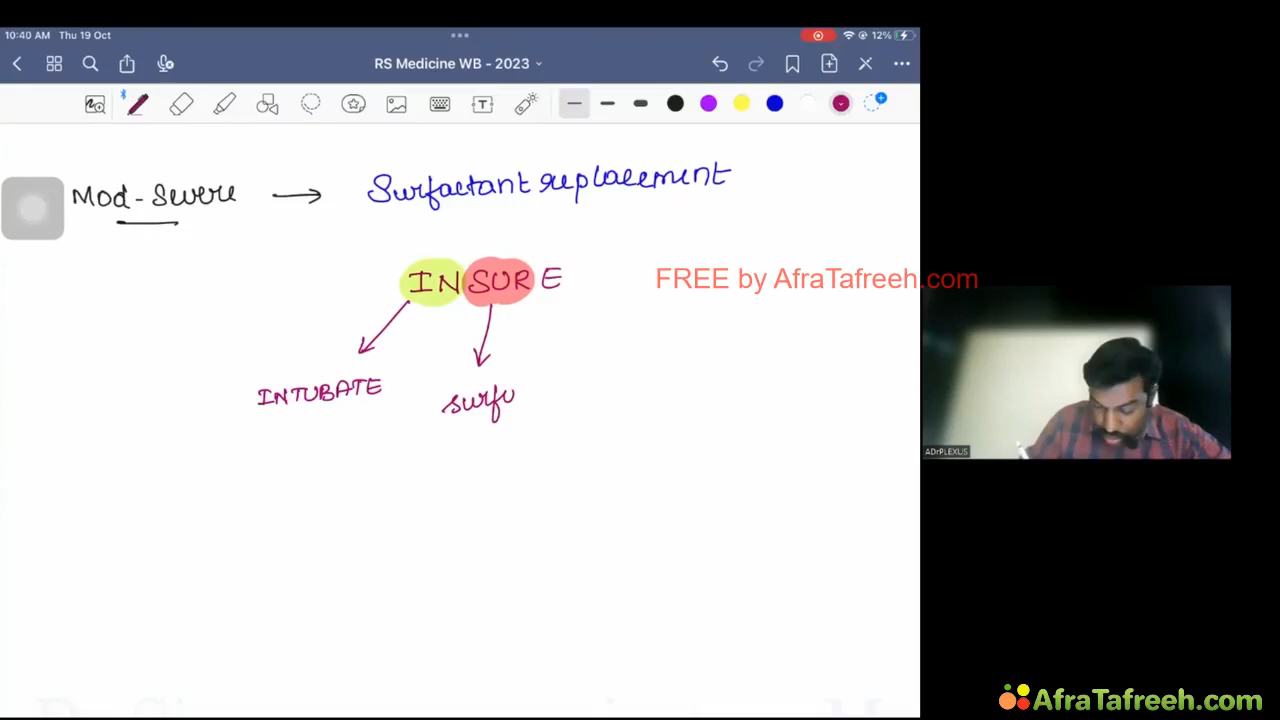 10:40 AM Thu 19 Oct
12%
RS Medicine WB - 2023
T
Mod - Severe → Surfactant replacement
INSURE
FREE by AfraTafreeh.com
INTUBATE
surfu
ADrPLEXUS
AfraTafreeh.com